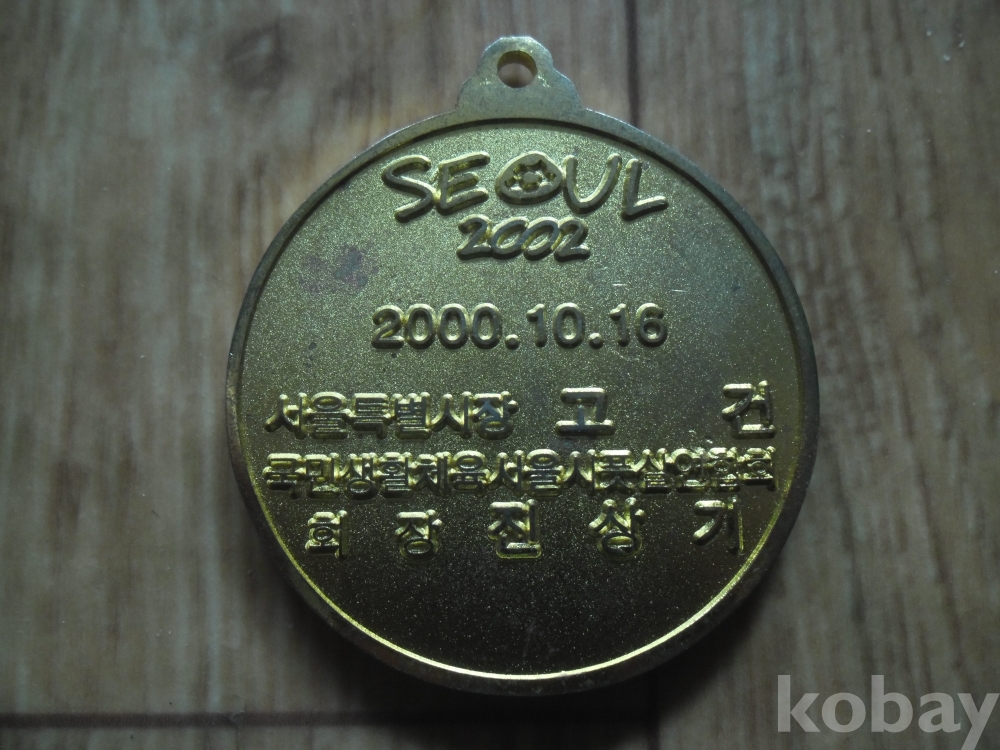 SEOUL
2002
2000.10.16
서울특별시장 고 건
국민생활체육서울시풋살연합회
회 장 진 상 기
kobay